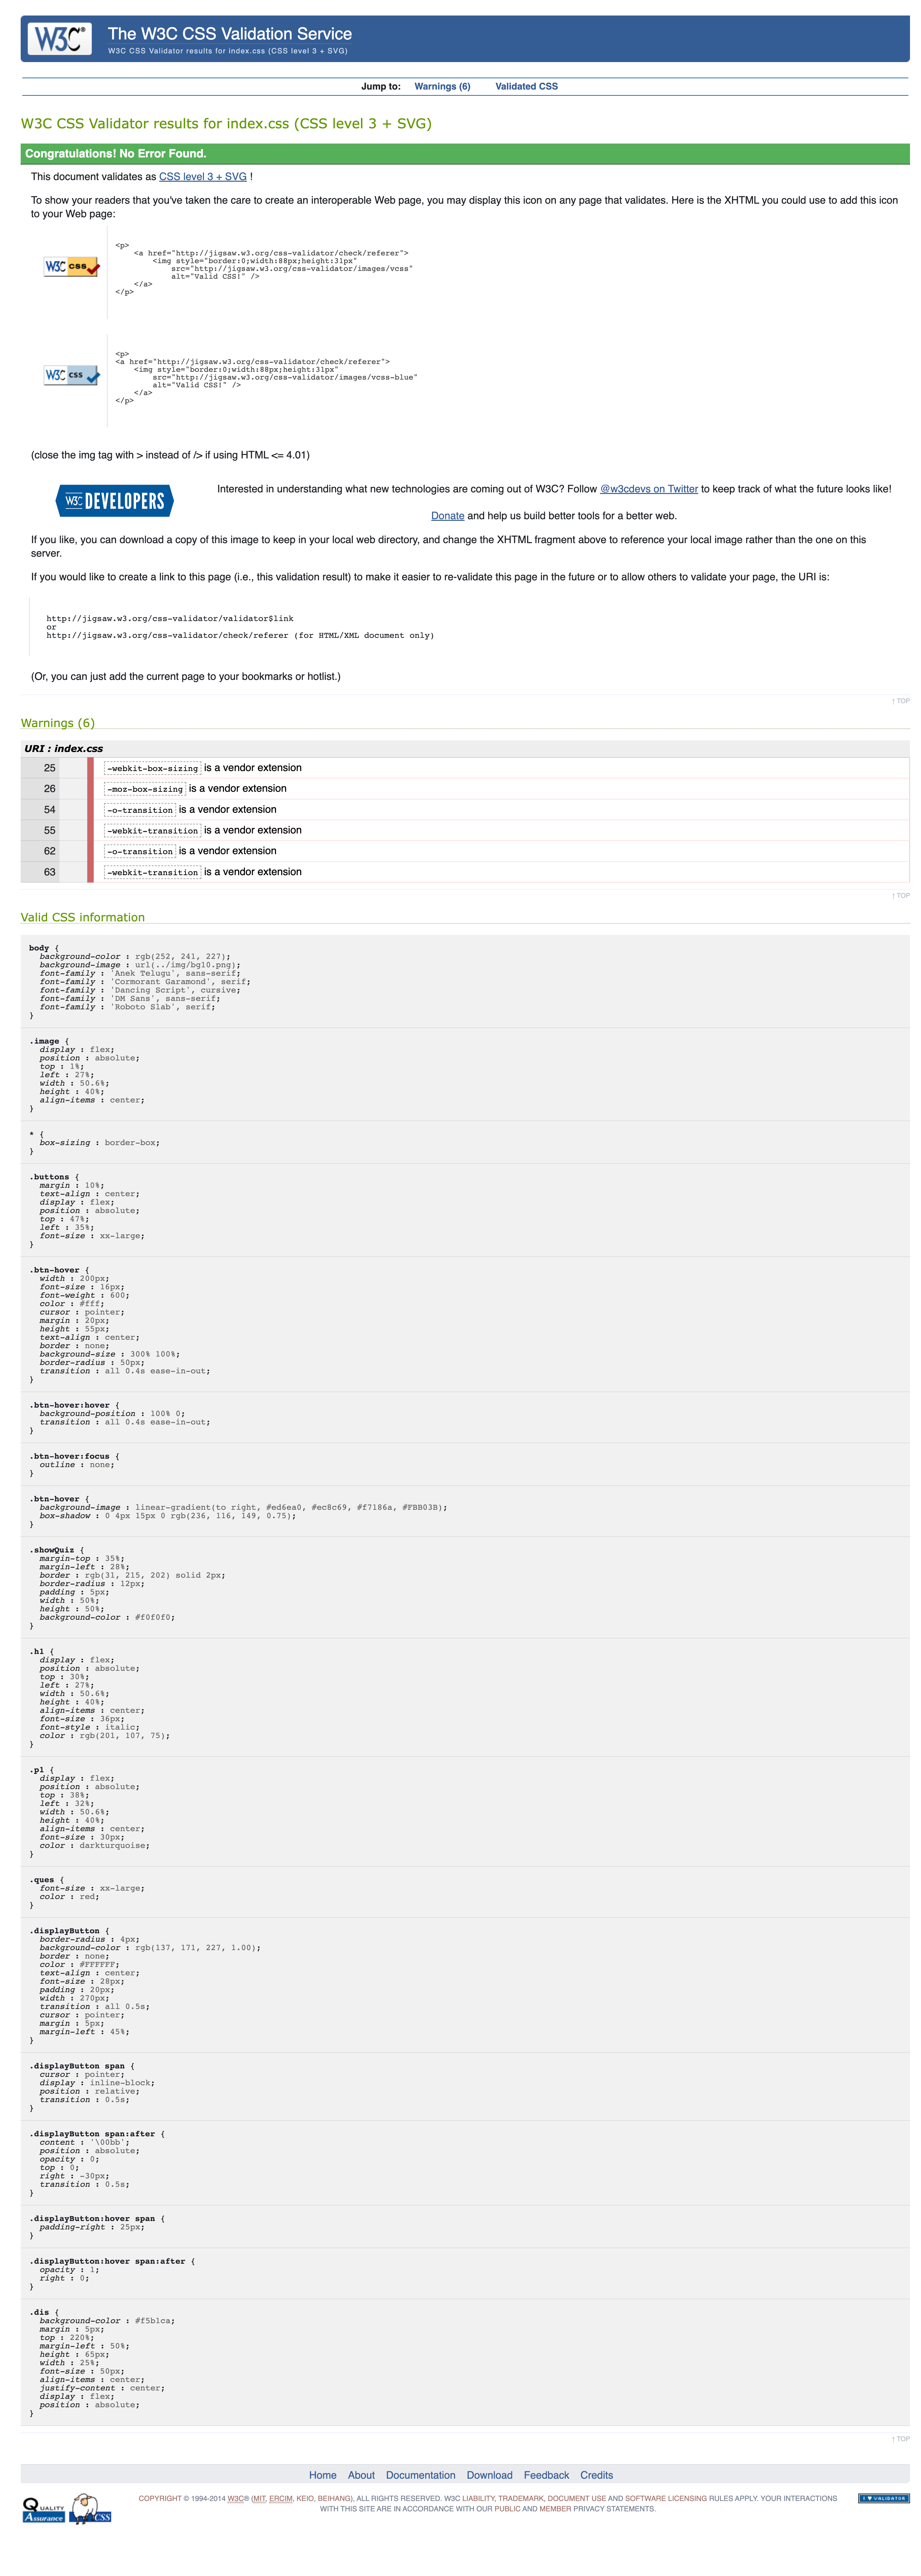 W3C®
The W3C CSS Validation Service
W3C CSS Validator results for index.css (CSS level 3 + SVG)
Jump to: Warnings (6) Validated CSS
W3C CSS Validator results for index.css (CSS level 3 + SVG)
Congratulations! No Error Found.
This document validates as CSS level 3 + SVG !
To show your readers that you've taken the care to create an interoperable Web page, you may display this icon on any page that validates. Here is the XHTML you could use to add this icon
to your Web page:
W3C css
<p>
<a href="http://jigsaw.w3.org/css-validator/check/referer">
<img style="border:0;width:88px;height:31px"
src="http://jigsaw.w3.org/css-validator/images/vcss"
alt="Valid CSS!" />
</a>
</p>
W3C css
<p>
<a href="http://jigsaw.w3.org/css-validator/check/referer">
<img style="border:0;width:88px;height:31px"
src="http://jigsaw.w3.org/css-validator/images/vcss-blue"
alt="Valid CSS!" />
</a>
</p>
(close the img tag with > instead of /> if using HTML <= 4.01)
W3C DEVELOPERS
Interested in understanding what new technologies are coming out of W3C? Follow @w3cdevs on Twitter to keep track of what the future looks like!
Donate and help us build better tools for a better web.
If you like, you can download a copy of this image to keep in your local web directory, and change the XHTML fragment above to reference your local image rather than the one on this
server.
If you would like to create a link to this page (i.e., this validation result) to make it easier to re-validate this page in the future or to allow others to validate your page, the URI is:
http://jigsaw.w3.org/css-validator/validator$link
or
http://jigsaw.w3.org/css-validator/check/referer (for HTML/XML document only)
(Or, you can just add the current page to your bookmarks or hotlist.)
↑ TOP
Warnings (6)
URI : index.css
25 -webkit-box-sizing is a vendor extension
26 -moz-box-sizing is a vendor extension
54 -o-transition is a vendor extension
55 -webkit-transition is a vendor extension
62 -o-transition is a vendor extension
63 -webkit-transition is a vendor extension
↑ TOP
Valid CSS information
body {
background-color : rgb(252, 241, 227);
background-image : url(../img/bg10.png);
font-family : 'Anek Telugu', sans-serif;
font-family : 'Cormorant Garamond', serif;
font-family : 'Dancing Script', cursive;
font-family : 'DM Sans', sans-serif;
font-family : 'Roboto Slab', serif;
}
.image {
display : flex;
position : absolute;
top : 1%;
left : 27%;
width : 50.6%;
height : 40%;
align-items : center;
}
* {
box-sizing : border-box;
}
.buttons {
margin : 10%;
text-align : center;
display : flex;
position : absolute;
top : 47%;
left : 35%;
font-size : xx-large;
}
.btn-hover {
width : 200px;
font-size : 16px;
font-weight : 600;
color : #fff;
cursor : pointer;
margin : 20px;
height : 55px;
text-align : center;
border : none;
background-size : 300% 100%;
border-radius : 50px;
transition : all 0.4s ease-in-out;
}
.btn-hover:hover {
background-position : 100% 0;
transition : all 0.4s ease-in-out;
}
.btn-hover:focus {
outline : none;
}
.btn-hover {
background-image : linear-gradient(to right, #ed6ea0, #ec8c69, #f7186a, #FBB03B);
box-shadow : 0 4px 15px 0 rgb(236, 116, 149, 0.75);
}
.showQuiz {
margin-top : 35%;
margin-left : 28%;
border : rgb(31, 215, 202) solid 2px;
border-radius : 12px;
padding : 5px;
width : 50%;
height : 50%;
background-color : #f0f0f0;
}
.h1 {
display : flex;
position : absolute;
top : 30%;
left : 27%;
width : 50.6%;
height : 40%;
align-items : center;
font-size : 36px;
font-style : italic;
color : rgb(201, 107, 75);
}
.p1 {
display : flex;
position : absolute;
top : 38%;
left : 32%;
width : 50.6%;
height : 40%;
align-items : center;
font-size : 30px;
color : darkturquoise;
}
.ques {
font-size : xx-large;
color : red;
}
.displayButton {
border-radius : 4px;
background-color : rgb(137, 171, 227, 1.00);
border : none;
color : #FFFFFF;
text-align : center;
font-size : 28px;
padding : 20px;
width : 270px;
transition : all 0.5s;
cursor : pointer;
margin : 5px;
margin-left : 45%;
}
.displayButton span {
cursor : pointer;
display : inline-block;
position : relative;
transition : 0.5s;
}
.displayButton span:after {
content : '\00bb';
position : absolute;
opacity : 0;
top : 0;
right : -30px;
transition : 0.5s;
}
.displayButton:hover span {
padding-right : 25px;
}
.displayButton:hover span:after {
opacity : 1;
right : 0;
}
.dis {
background-color : #f5b1ca;
margin : 5px;
top : 220%;
margin-left : 50%;
height : 65px;
width : 25%;
font-size : 50px;
align-items : center;
justify-content : center;
display : flex;
position : absolute;
}
↑ TOP
Home About Documentation Download Feedback Credits
QUALITY Assurance CSS
COPYRIGHT © 1994-2014 W3C® (MIT, ERCIM, KEIO, BEIHANG), ALL RIGHTS RESERVED. W3C LIABILITY, TRADEMARK, DOCUMENT USE AND SOFTWARE LICENSING RULES APPLY. YOUR INTERACTIONS
WITH THIS SITE ARE IN ACCORDANCE WITH OUR PUBLIC AND MEMBER PRIVACY STATEMENTS.
I ♥ VALIDATOR